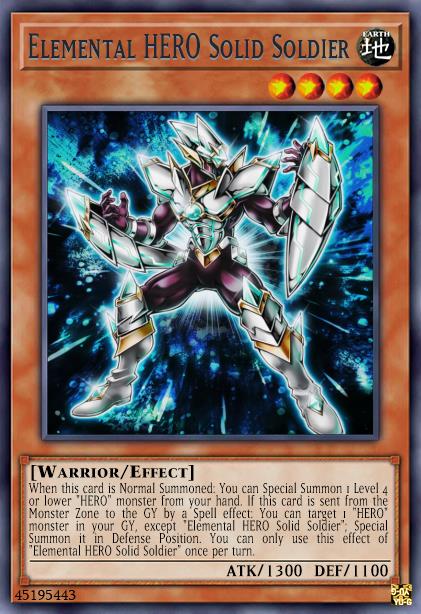 Elemental HERO Solid Soldier
EARTH
地
[Warrior/Effect]
When this card is Normal Summoned: You can Special Summon 1 Level 4
or lower "HERO" monster from your hand. If this card is sent from the
Monster Zone to the GY by a Spell effect: You can target 1 "HERO"
monster in your GY, except "Elemental HERO Solid Soldier"; Special
Summon it in Defense Position. You can only use this effect of
"Elemental HERO Solid Soldier" once per turn.
ATK/1300 DEF/1100
45195443